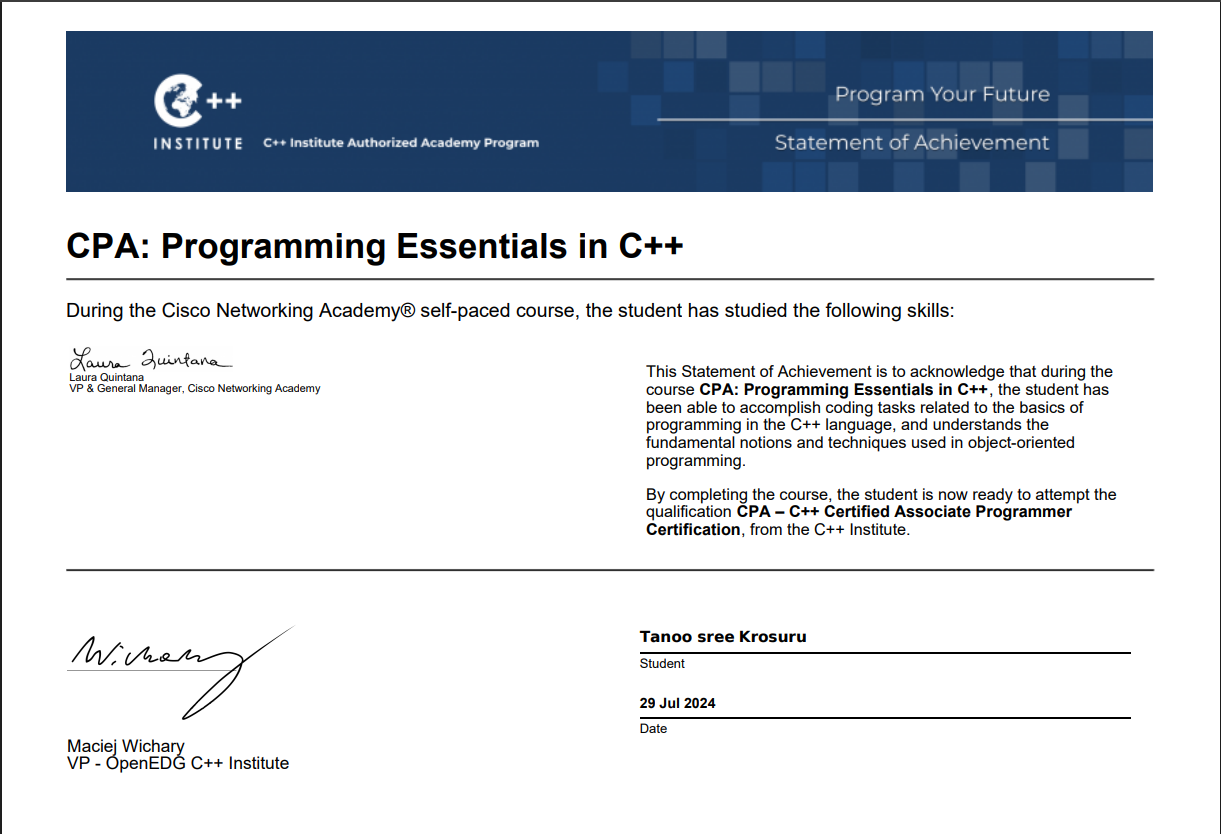 C++
INSTITUTE
C++ Institute Authorized Academy Program
Program Your Future
Statement of Achievement
CPA: Programming Essentials in C++
During the Cisco Networking Academy® self-paced course, the student has studied the following skills:
Laura Quintana
Laura Quintana
VP & General Manager, Cisco Networking Academy
This Statement of Achievement is to acknowledge that during the
course CPA: Programming Essentials in C++, the student has
been able to accomplish coding tasks related to the basics of
programming in the C++ language, and understands the
fundamental notions and techniques used in object-oriented
programming.
By completing the course, the student is now ready to attempt the
qualification CPA – C++ Certified Associate Programmer
Certification, from the C++ Institute.
Wichary
Maciej Wichary
VP - OpenEDG C++ Institute
Tanoo sree Krosuru
Student
29 Jul 2024
Date